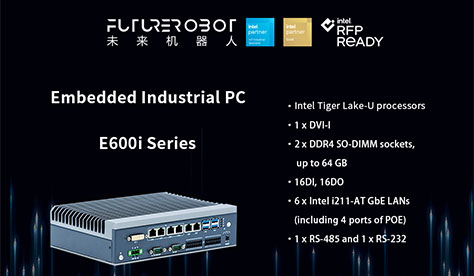 FUTUREROBOT
未来机器人
intel
partner
intel
partner
intel
RFP
READY
Embedded Industrial PC
E600i Series
• Intel Tiger Lake-U processors
• 1 x DVI-I
• 2 x DDR4 SO-DIMM sockets,
up to 64 GB
• 16DI, 16DO
• 6 x Intel i211-AT GbE LANs
(including 4 ports of POE)
• 1 x RS-485 and 1 x RS-232